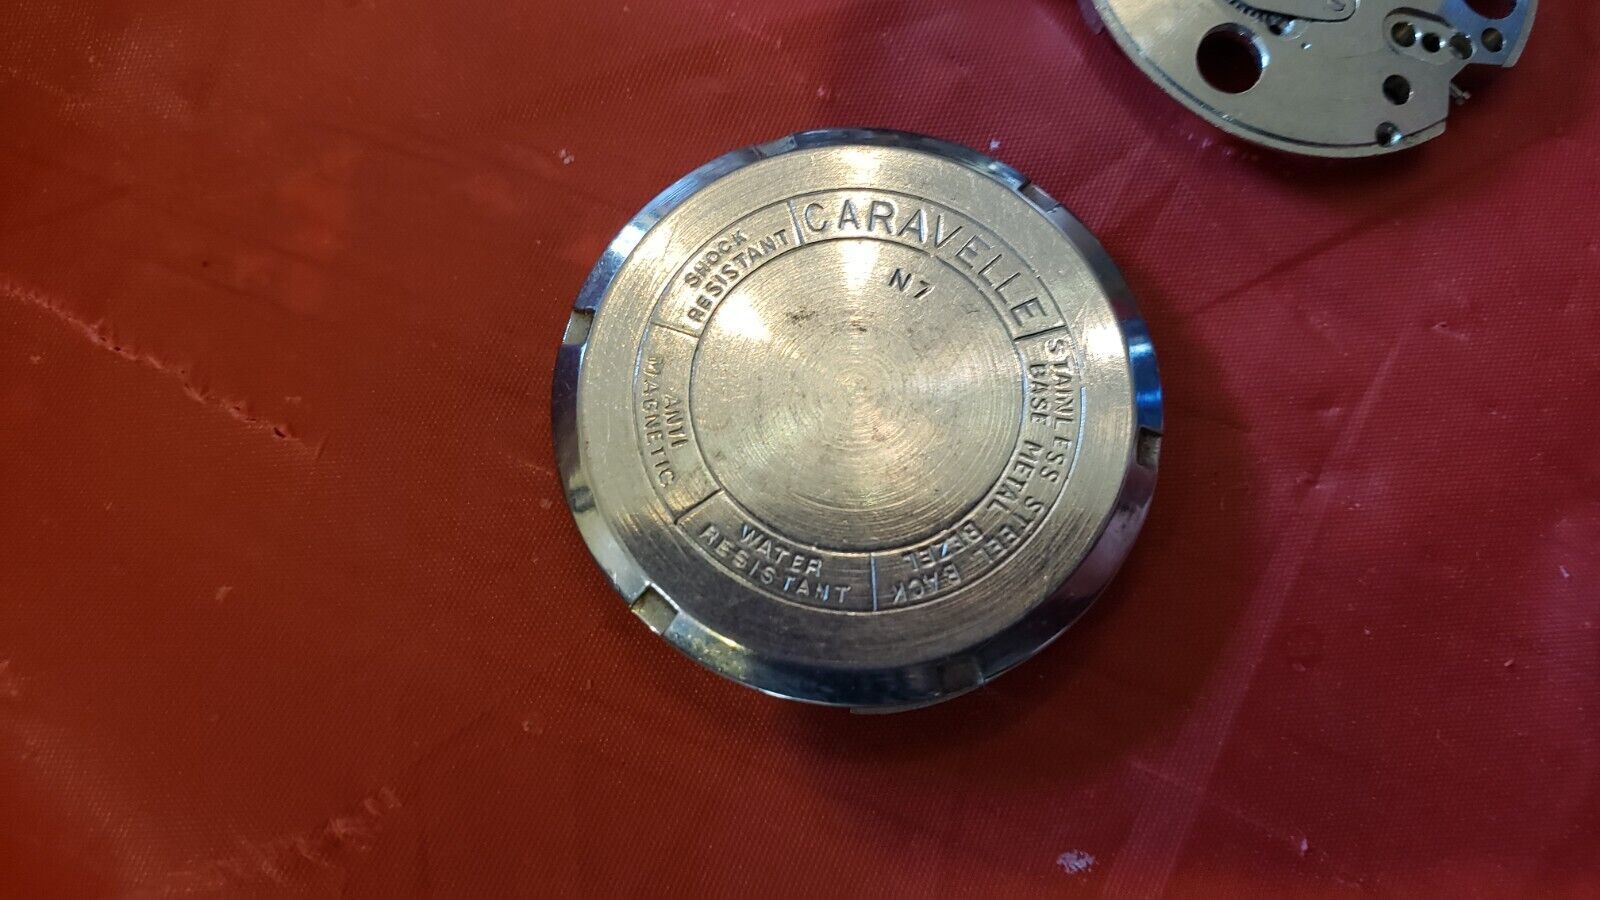 CARAVELLE
N7
STAINLESS STEEL BACK
BASE METAL BEZEL
WATER
RESISTANT
ANTI
MAGNETIC
SHOCK
RESISTANT